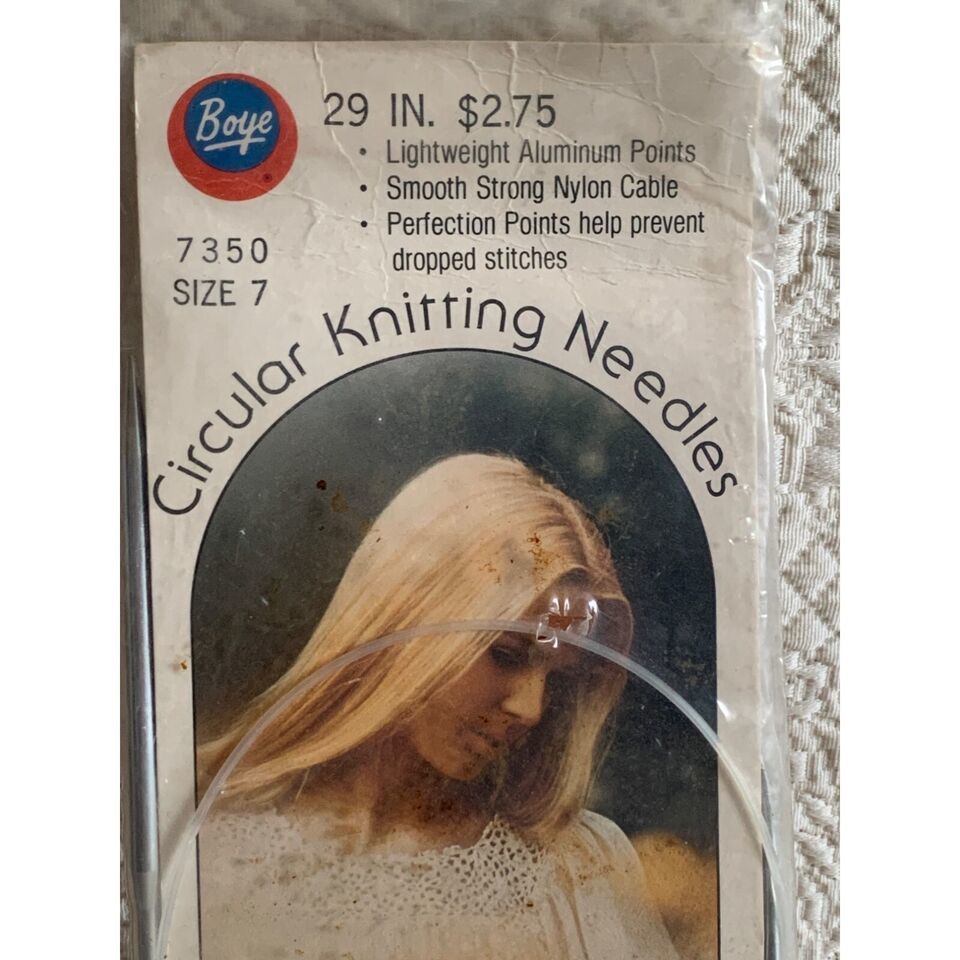 Boye
29 IN. $2.75
• Lightweight Aluminum Points
• Smooth Strong Nylon Cable
• Perfection Points help prevent
dropped stitches
7350
SIZE 7
Circular Knitting Needles